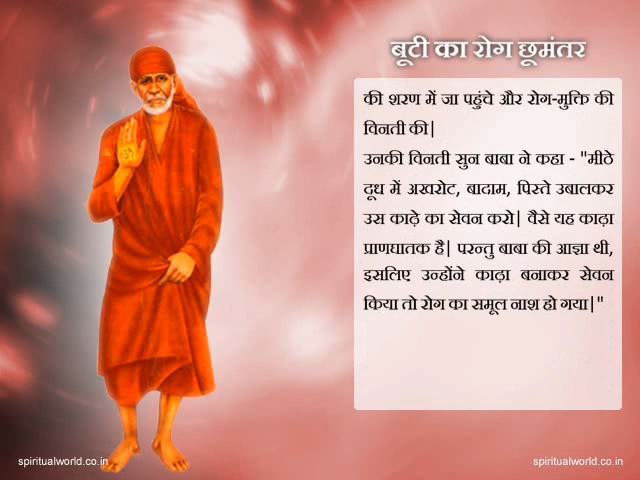 बूटी का रोग छूमंतर
की शरण में जा पहुंचे और रोग-मुक्ति की
विनती की|
उनकी विनती सुन बाबा ने कहा - "मीठे
दूध में अखरोट, बादाम, पिस्ते उबालकर
उस काढ़े का सेवन करो| वैसे यह काढ़ा
प्राणघातक है| परन्तु बाबा की आज्ञा थी,
इसलिए उन्होंने काढ़ा बनाकर सेवन
किया तो रोग का समूल नाश हो गया|"
spiritualworld.co.in
spiritualworld.co.in